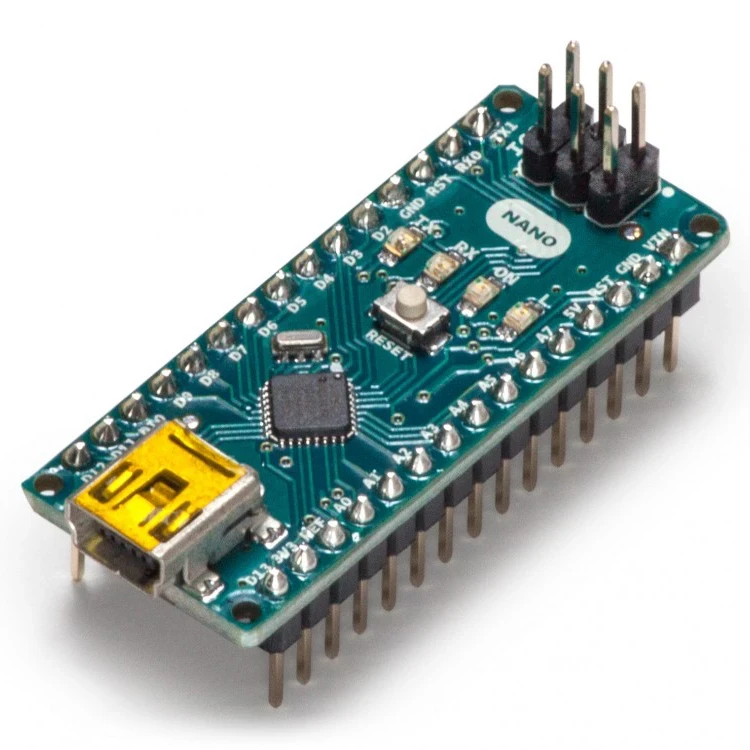 TX1
RX0
RST
GND
D2
D3
D4
D5
D6
D7
D8
D9
D10
D11
D12
NANO
TX
RX
ON
L
RESET
VIN
GND
RST
5V
A7
A6
A5
A4
A3
A2
A1
A0
REF
3V3
D13